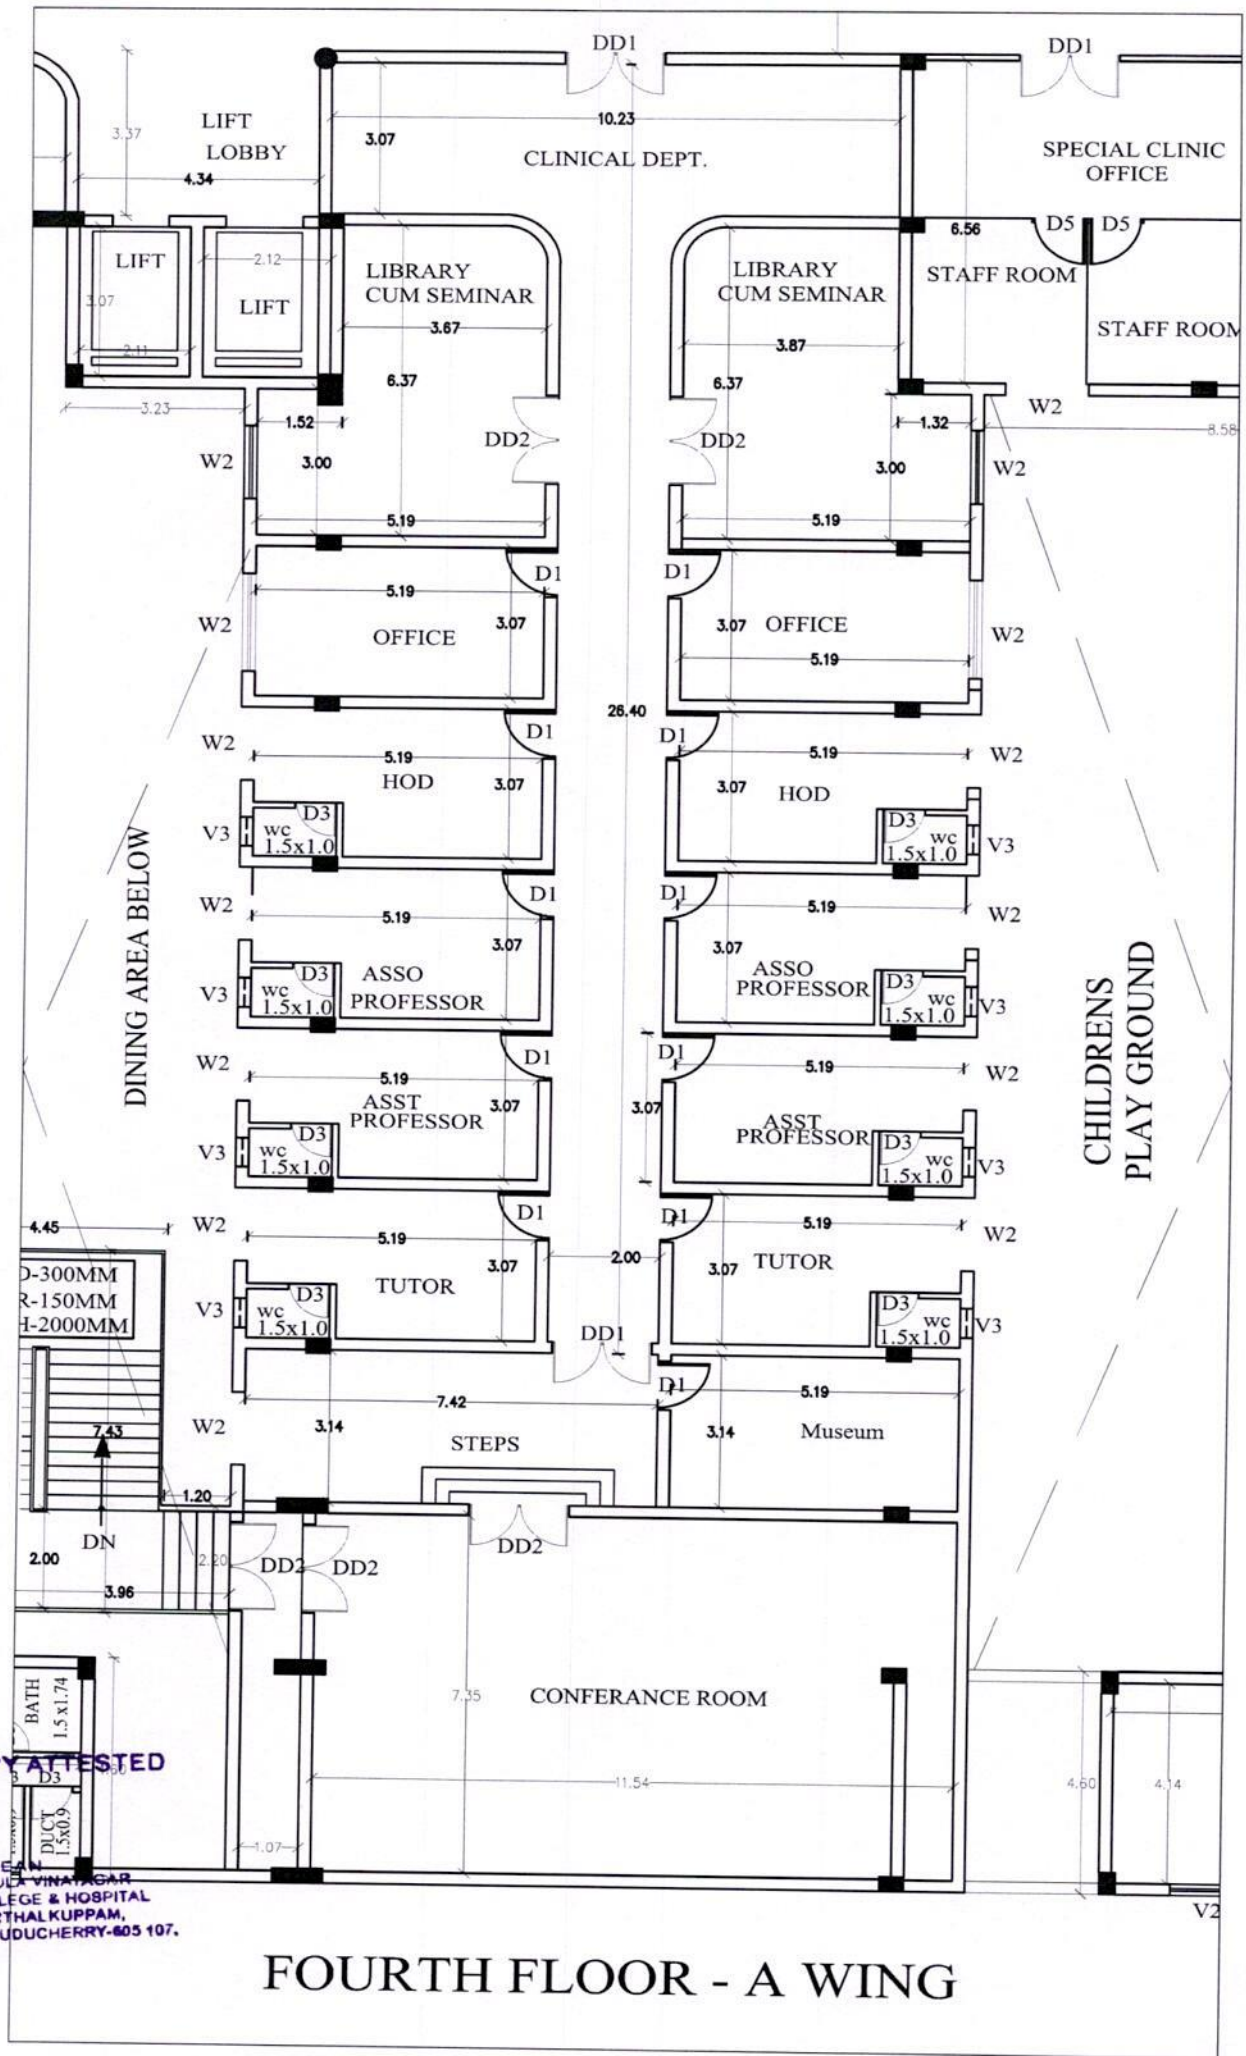 DD1
DD1
LIFT
LOBBY
3.37
4.34
3.07
10.23
CLINICAL DEPT.
SPECIAL CLINIC
OFFICE
6.56
D5 D5
STAFF ROOM
STAFF ROOM
LIFT
LIFT
2.12
3.07
2.11
LIBRARY
CUM SEMINAR
3.67
6.37
LIBRARY
CUM SEMINAR
3.87
6.37
3.23
1.52
1.32
W2
8.58
W2
3.00
DD2
DD2
3.00
W2
5.19
5.19
D1
D1
5.19
W2
OFFICE
3.07
3.07
OFFICE
W2
5.19
26.40
W2
5.19
D1
D1
5.19
W2
HOD
3.07
3.07
HOD
V3
D3
wc
1.5x1.0
D3
wc
1.5x1.0
V3
W2
5.19
D1
D1
5.19
W2
3.07
3.07
V3
D3
wc
1.5x1.0
ASSO
PROFESSOR
ASSO
PROFESSOR
D3
wc
1.5x1.0
V3
DINING AREA BELOW
CHILDRENS
PLAY GROUND
W2
5.19
D1
D1
5.19
W2
3.07
3.07
ASST
PROFESSOR
ASST
PROFESSOR
V3
D3
wc
1.5x1.0
D3
wc
1.5x1.0
V3
4.45
W2
5.19
D1
D1
5.19
W2
2.00
3.07
3.07
TUTOR
TUTOR
D-300MM
R-150MM
H-2000MM
V3
D3
wc
1.5x1.0
D3
wc
1.5x1.0
V3
DD1
D1
5.19
7.42
7.43
W2
3.14
STEPS
3.14
Museum
1.20
DN
2.00
2.20
3.96
DD2
DD2
DD2
BATH
1.5 x1.74
7.35
CONFERANCE ROOM
Y ATTESTED
D3
DUCT
1.5x0.9
11.54
1.07
4.60
4.14
V2
EAN
ULA VINAYAGAR
LEGE & HOSPITAL
THALKUPPAM,
UDUCHERRY-605 107.
FOURTH FLOOR - A WING